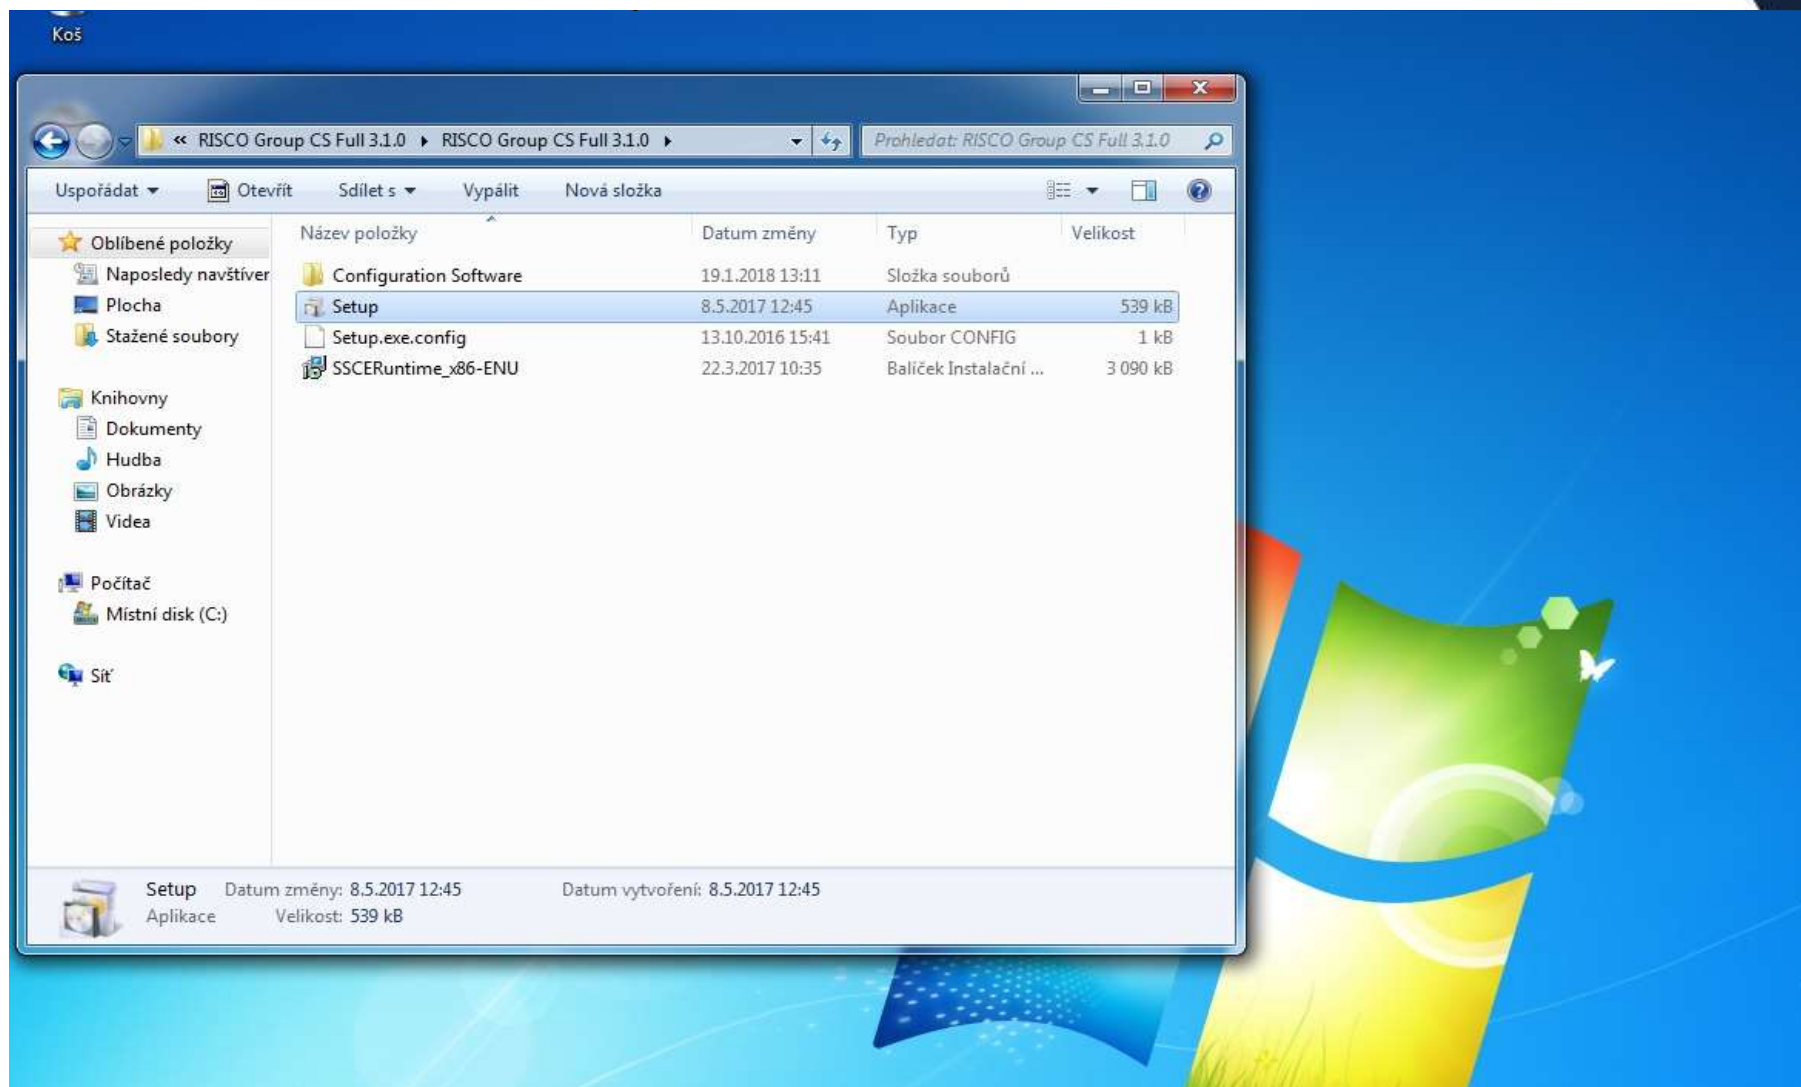 Koš
« RISCO Group CS Full 3.1.0 RISCO Group CS Full 3.1.0 Prohledat: RISCO Group CS Full 3.1.0
Uspořádat Otevřít Sdílet s Vypálit Nová složka
Název položky Datum změny Typ Velikost
Oblíbené položky
Naposledy navštíver
Plocha
Stažené soubory
Knihovny
Dokumenty
Hudba
Obrázky
Videa
Počítač
Místní disk (C:)
Síť
Configuration Software 19.1.2018 13:11 Složka souborů
Setup 8.5.2017 12:45 Aplikace 539 kB
Setup.exe.config 13.10.2016 15:41 Soubor CONFIG 1 kB
SSCERuntime_x86-ENU 22.3.2017 10:35 Balíček Instalační ... 3 090 kB
Setup Datum změny: 8.5.2017 12:45 Datum vytvoření: 8.5.2017 12:45
Aplikace Velikost: 539 kB